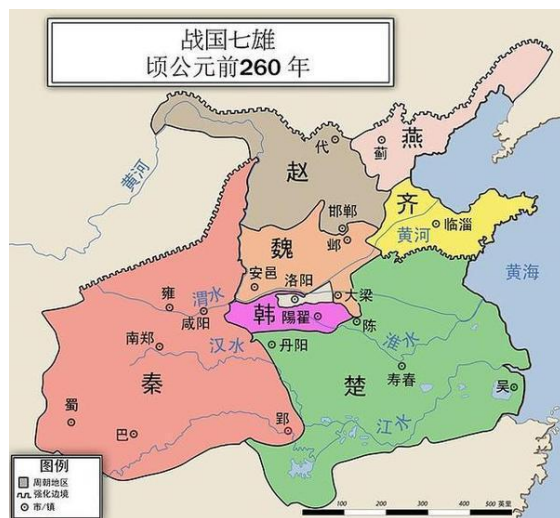 战国七雄
顷公元前260 年
燕
代
蓟
赵
黄河
齐
临淄
邯郸
邺
黄河
魏
黄海
安邑
洛阳
大梁
雍
渭水
咸阳
韩
陽翟
陈
南郑
汉水
丹阳
淮水
寿春
秦
楚
吴
蜀
巴
郢
江水
图例
周朝地区
强化边境
市/镇
100
200
300
400
500 英里